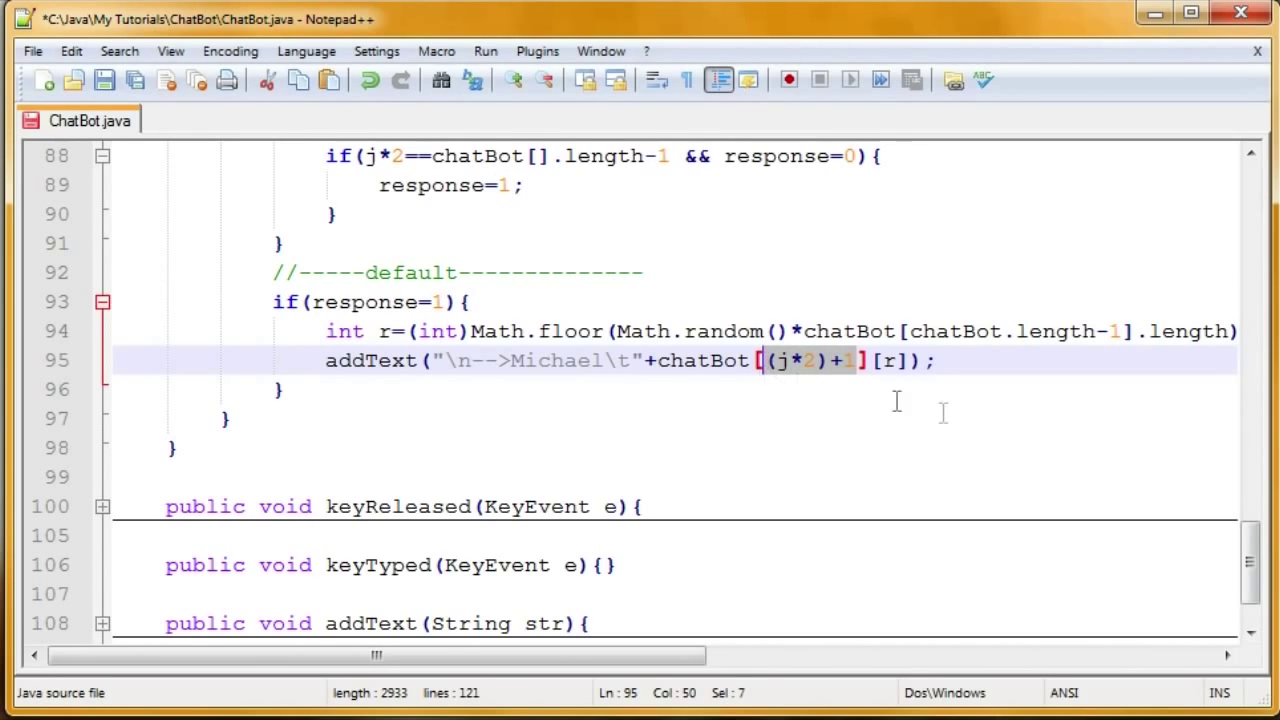 *C:\Java\My Tutorials\ChatBot\ChatBot.java - Notepad++
File Edit Search View Encoding Language Settings Macro Run Plugins Window ? X
ABC
ChatBot.java
88 if(j*2==chatBot[].length-1 && response=0){
89 response=1;
90 }
91 }
92 //-----default--------------
93 if(response=1){
94 int r=(int)Math.floor(Math.random()*chatBot[chatBot.length-1].length)
95 addText("\n-->Michael\t"+chatBot[(j*2)+1][r]);
96 }
97 }
98 }
99
100 public void keyReleased(KeyEvent e){
105
106 public void keyTyped(KeyEvent e){}
107
108 public void addText(String str){
Java source file length : 2933 lines : 121 Ln : 95 Col : 50 Sel : 7 Dos\Windows ANSI INS